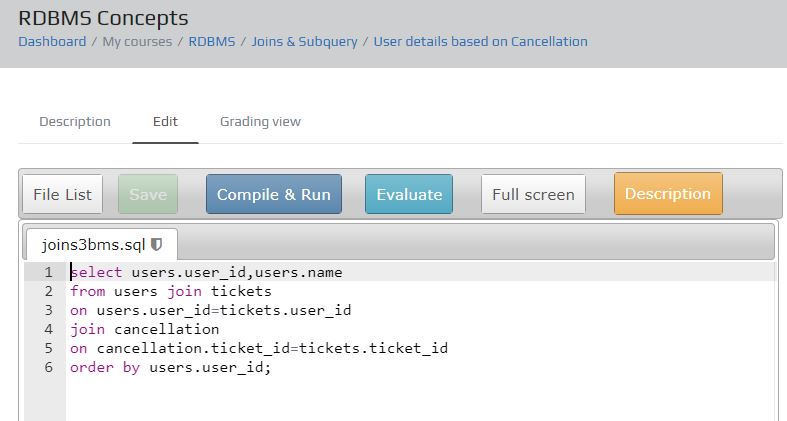 RDBMS Concepts
Dashboard / My courses / RDBMS / Joins & Subquery / User details based on Cancellation
Description Edit Grading view
File List Save Compile & Run Evaluate Full screen Description
joins3bms.sql
1 select users.user_id,users.name
2 from users join tickets
3 on users.user_id=tickets.user_id
4 join cancellation
5 on cancellation.ticket_id=tickets.ticket_id
6 order by users.user_id;